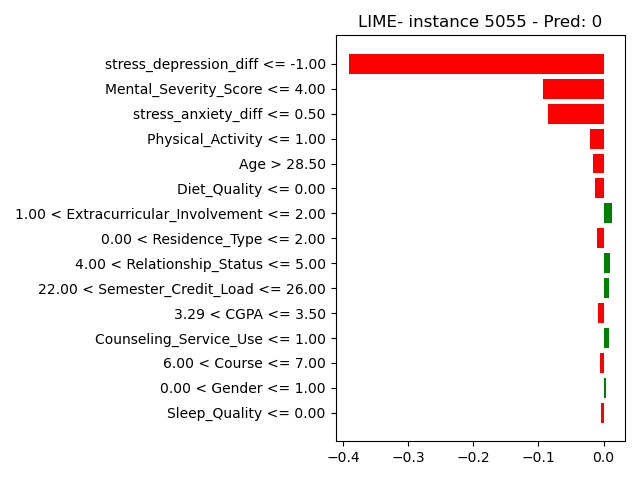 LIME- instance 5055 - Pred: 0
stress_depression_diff <= -1.00
Mental_Severity_Score <= 4.00
stress_anxiety_diff <= 0.50
Physical_Activity <= 1.00
Age > 28.50
Diet_Quality <= 0.00
1.00 < Extracurricular_Involvement <= 2.00
0.00 < Residence_Type <= 2.00
4.00 < Relationship_Status <= 5.00
22.00 < Semester_Credit_Load <= 26.00
3.29 < CGPA <= 3.50
Counseling_Service_Use <= 1.00
6.00 < Course <= 7.00
0.00 < Gender <= 1.00
Sleep_Quality <= 0.00
−0.4 −0.3 −0.2 −0.1 0.0